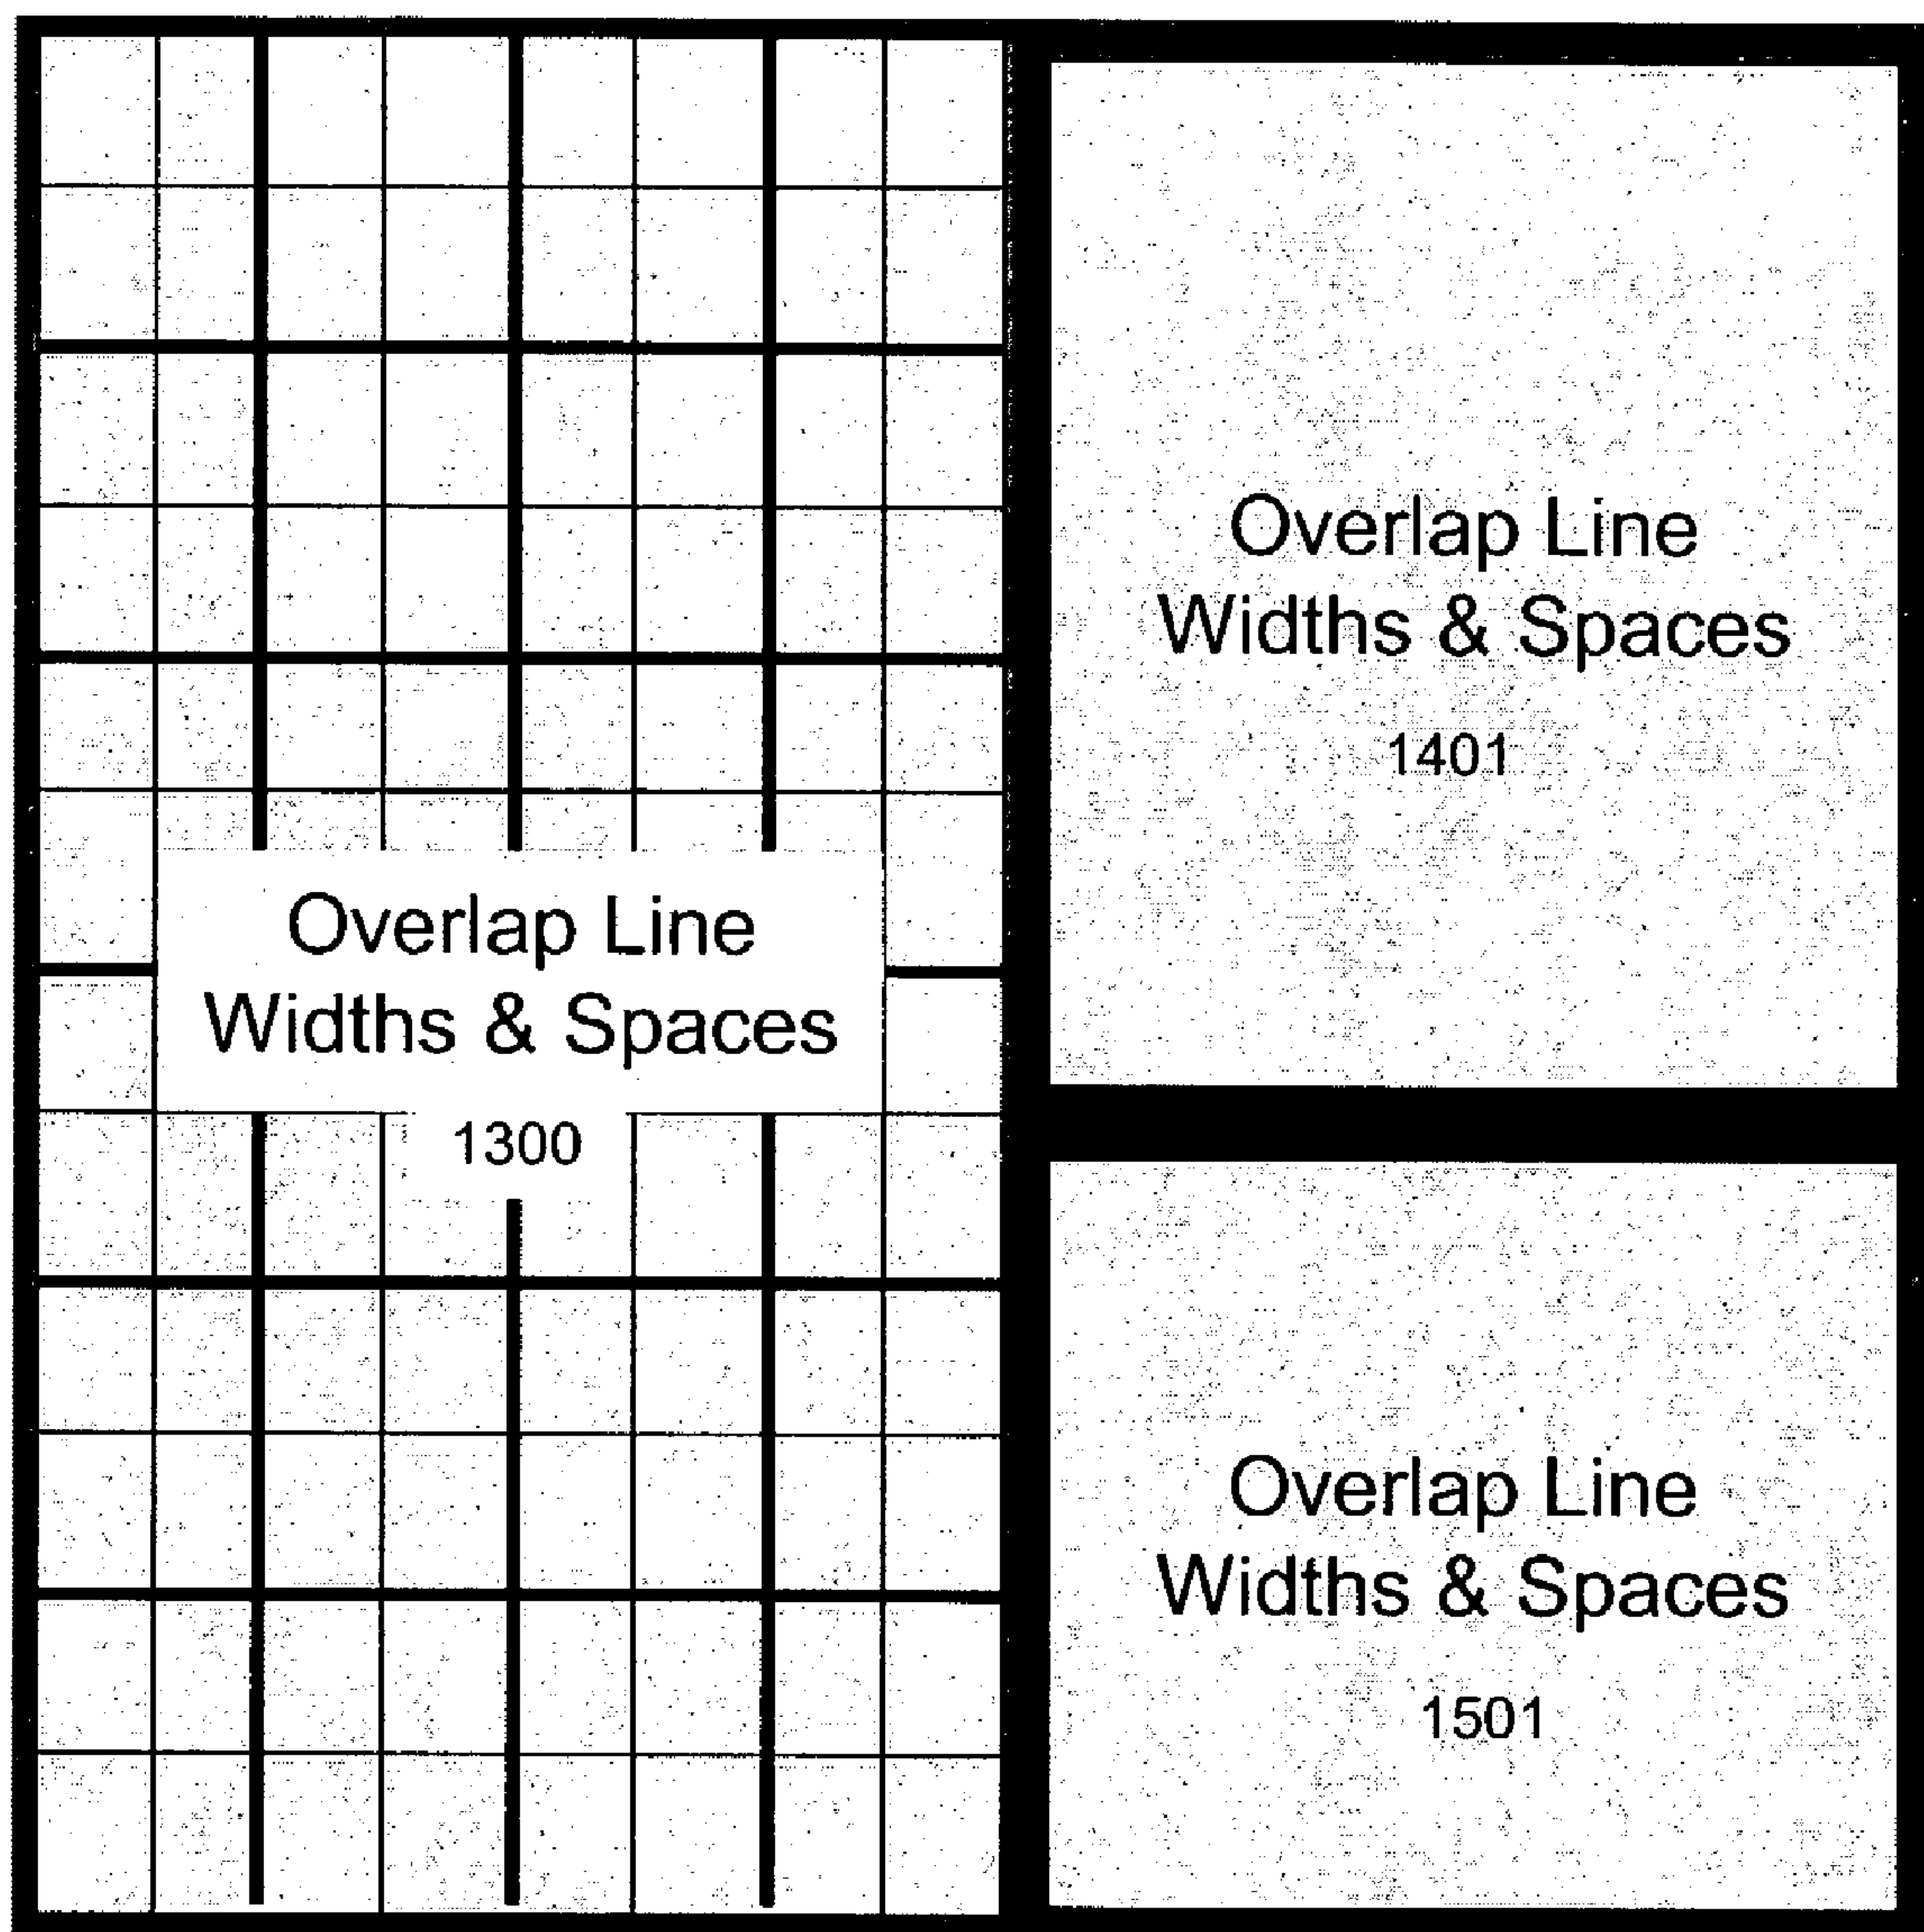 Overlap Line
Widths & Spaces
1300
Overlap Line
Widths & Spaces
1401
Overlap Line
Widths & Spaces
1501